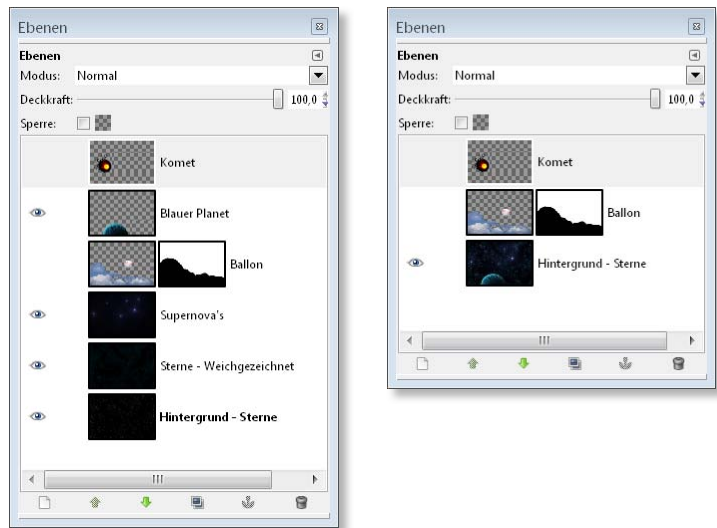 Ebenen
Ebenen
Modus: Normal
Deckkraft: 100,0
Sperre:
Komet
Blauer Planet
Ballon
Supernova's
Sterne - Weichgezeichnet
Hintergrund - Sterne
Ebenen
Ebenen
Modus: Normal
Deckkraft: 100,0
Sperre:
Komet
Ballon
Hintergrund - Sterne